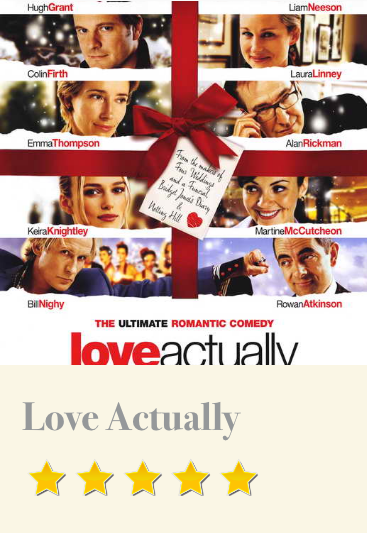 HughGrant LiamNeeson
ColinFirth LauraLinney
EmmaThompson AlanRickman
From the makers of
Four Weddings
and a Funeral
Bridget Jones's Diary
&
Notting Hill
KeiraKnightley MartineMcCutcheon
BillNighy RowanAtkinson
THE ULTIMATE ROMANTIC COMEDY
loveactually
Love Actually